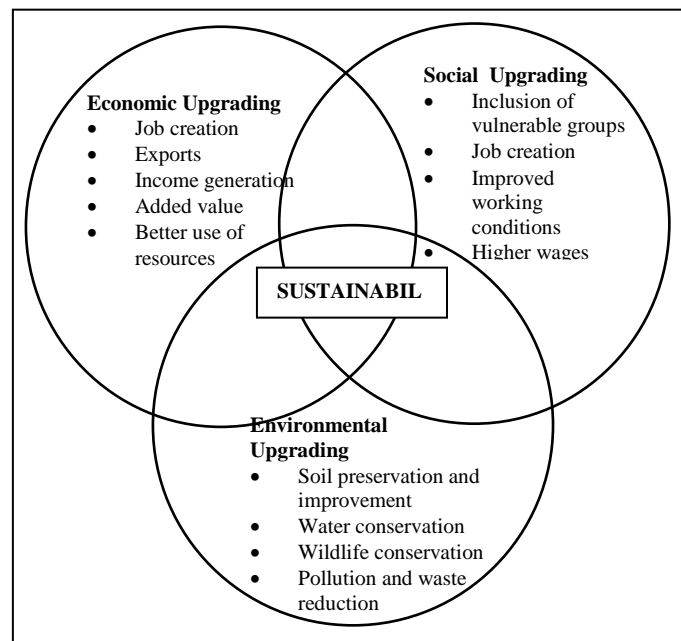 Economic Upgrading
• Job creation
• Exports
• Income generation
• Added value
• Better use of
resources
Social Upgrading
• Inclusion of
vulnerable groups
• Job creation
• Improved
working
conditions
• Higher wages
SUSTAINABIL
Environmental
Upgrading
• Soil preservation and
improvement
• Water conservation
• Wildlife conservation
• Pollution and waste
reduction